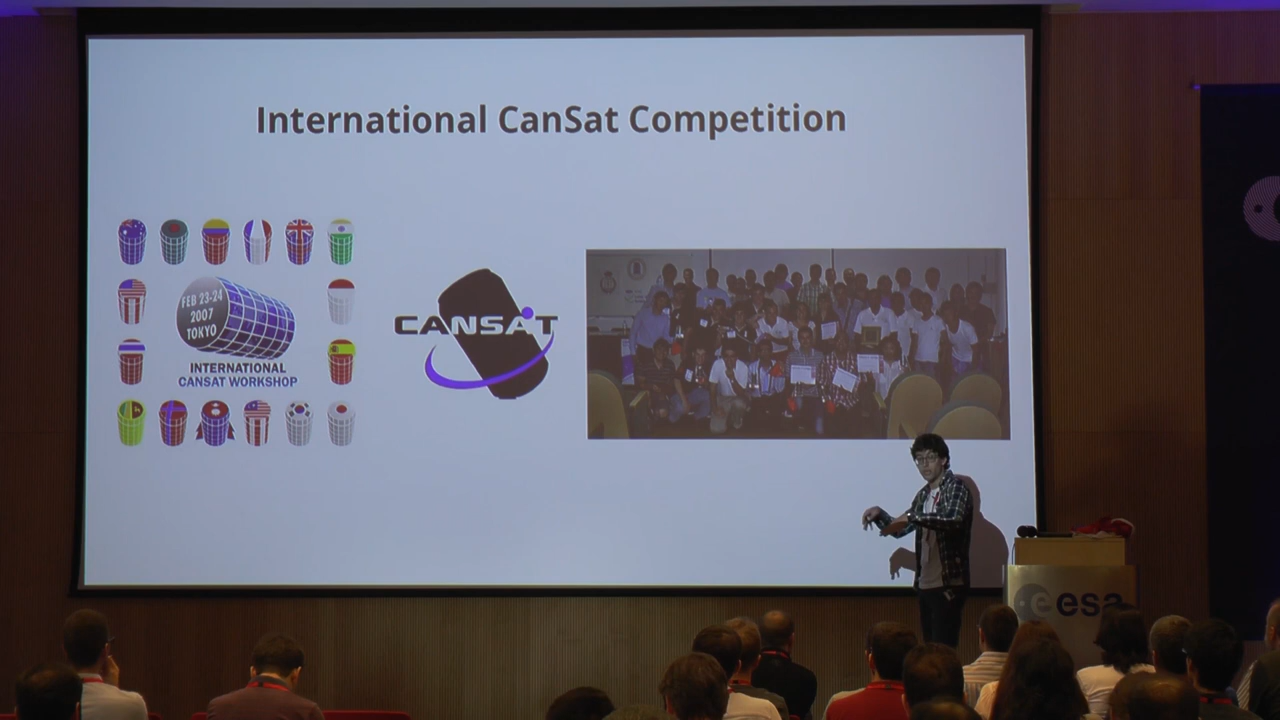 International CanSat Competition
FEB 23-24
2007
TOKYO
INTERNATIONAL
CANSAT WORKSHOP
CANSAT
esa